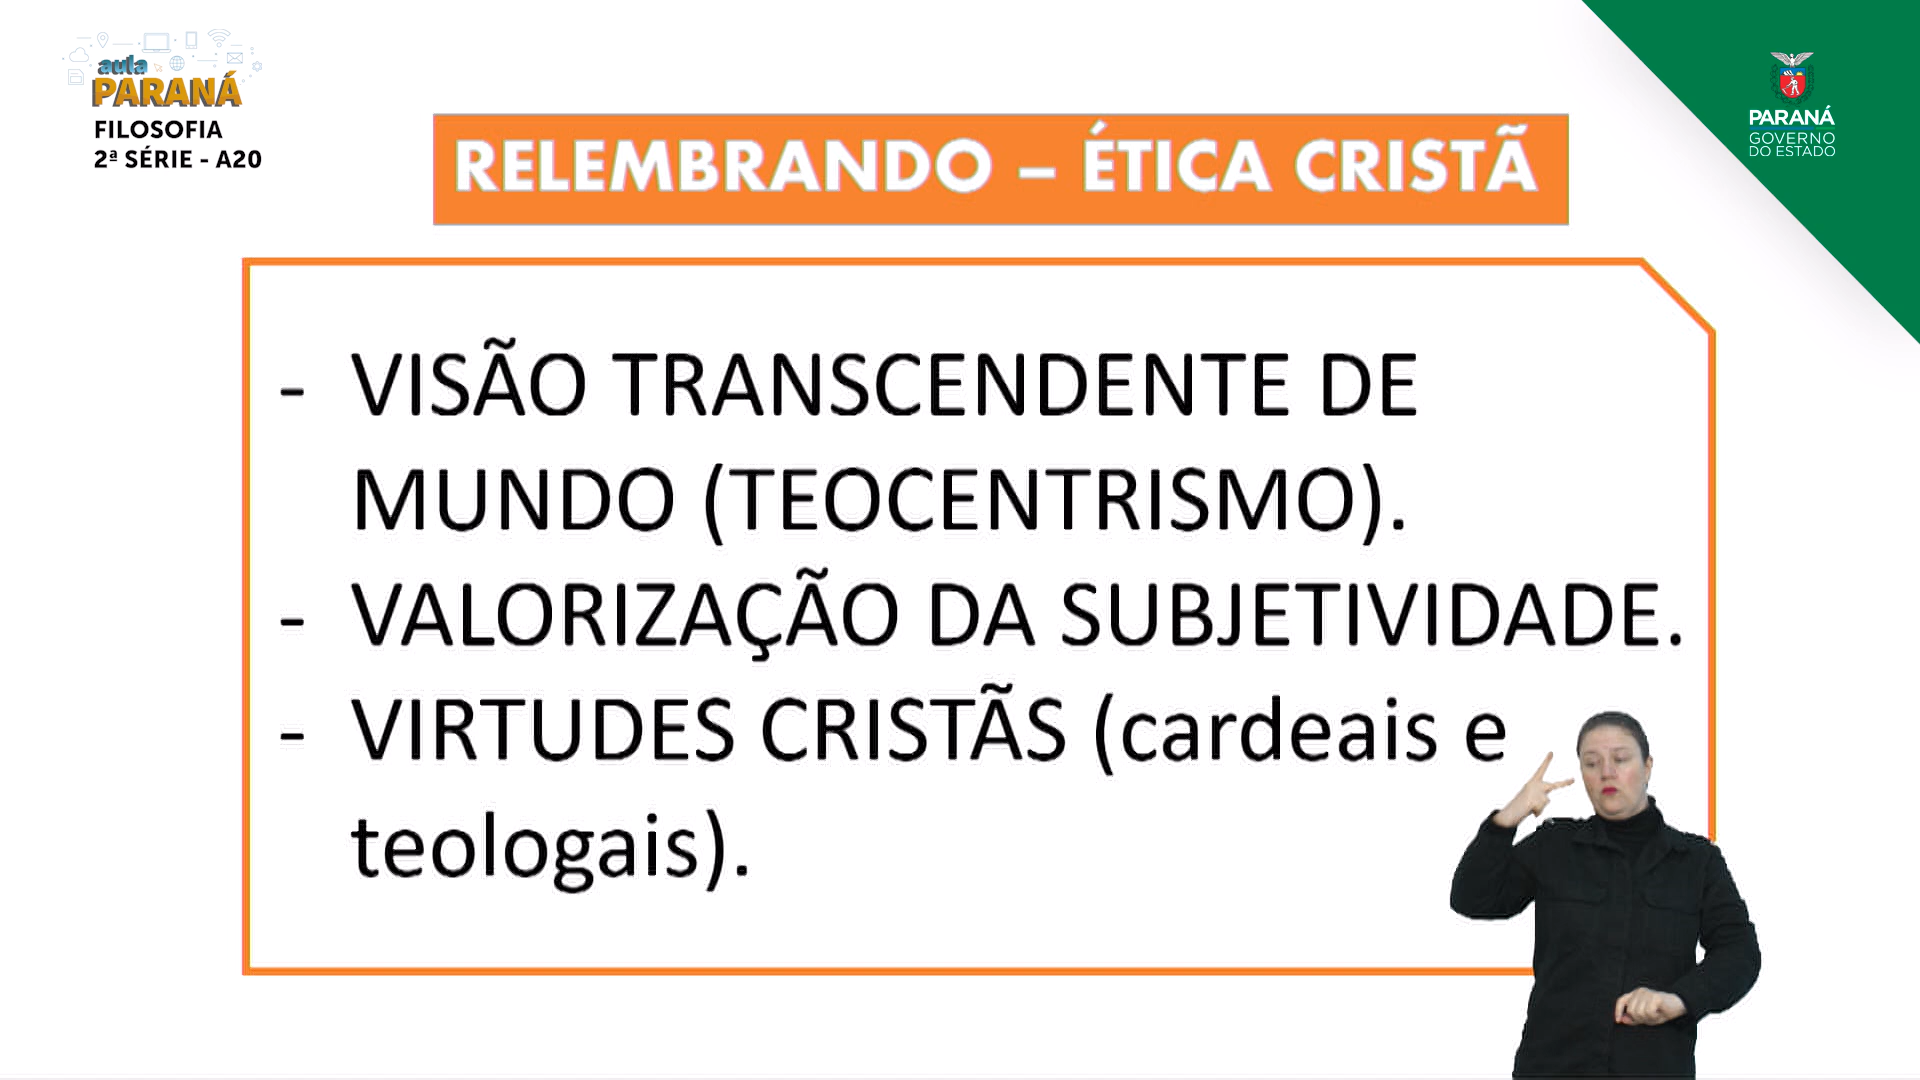 aula
PARANÁ
FILOSOFIA
2ª SÉRIE - A20
PARANÁ
GOVERNO
DO ESTADO
RELEMBRANDO – ÉTICA CRISTÃ
- VISÃO TRANSCENDENTE DE
MUNDO (TEOCENTRISMO).
- VALORIZAÇÃO DA SUBJETIVIDADE.
- VIRTUDES CRISTÃS (cardeais e
teologais).